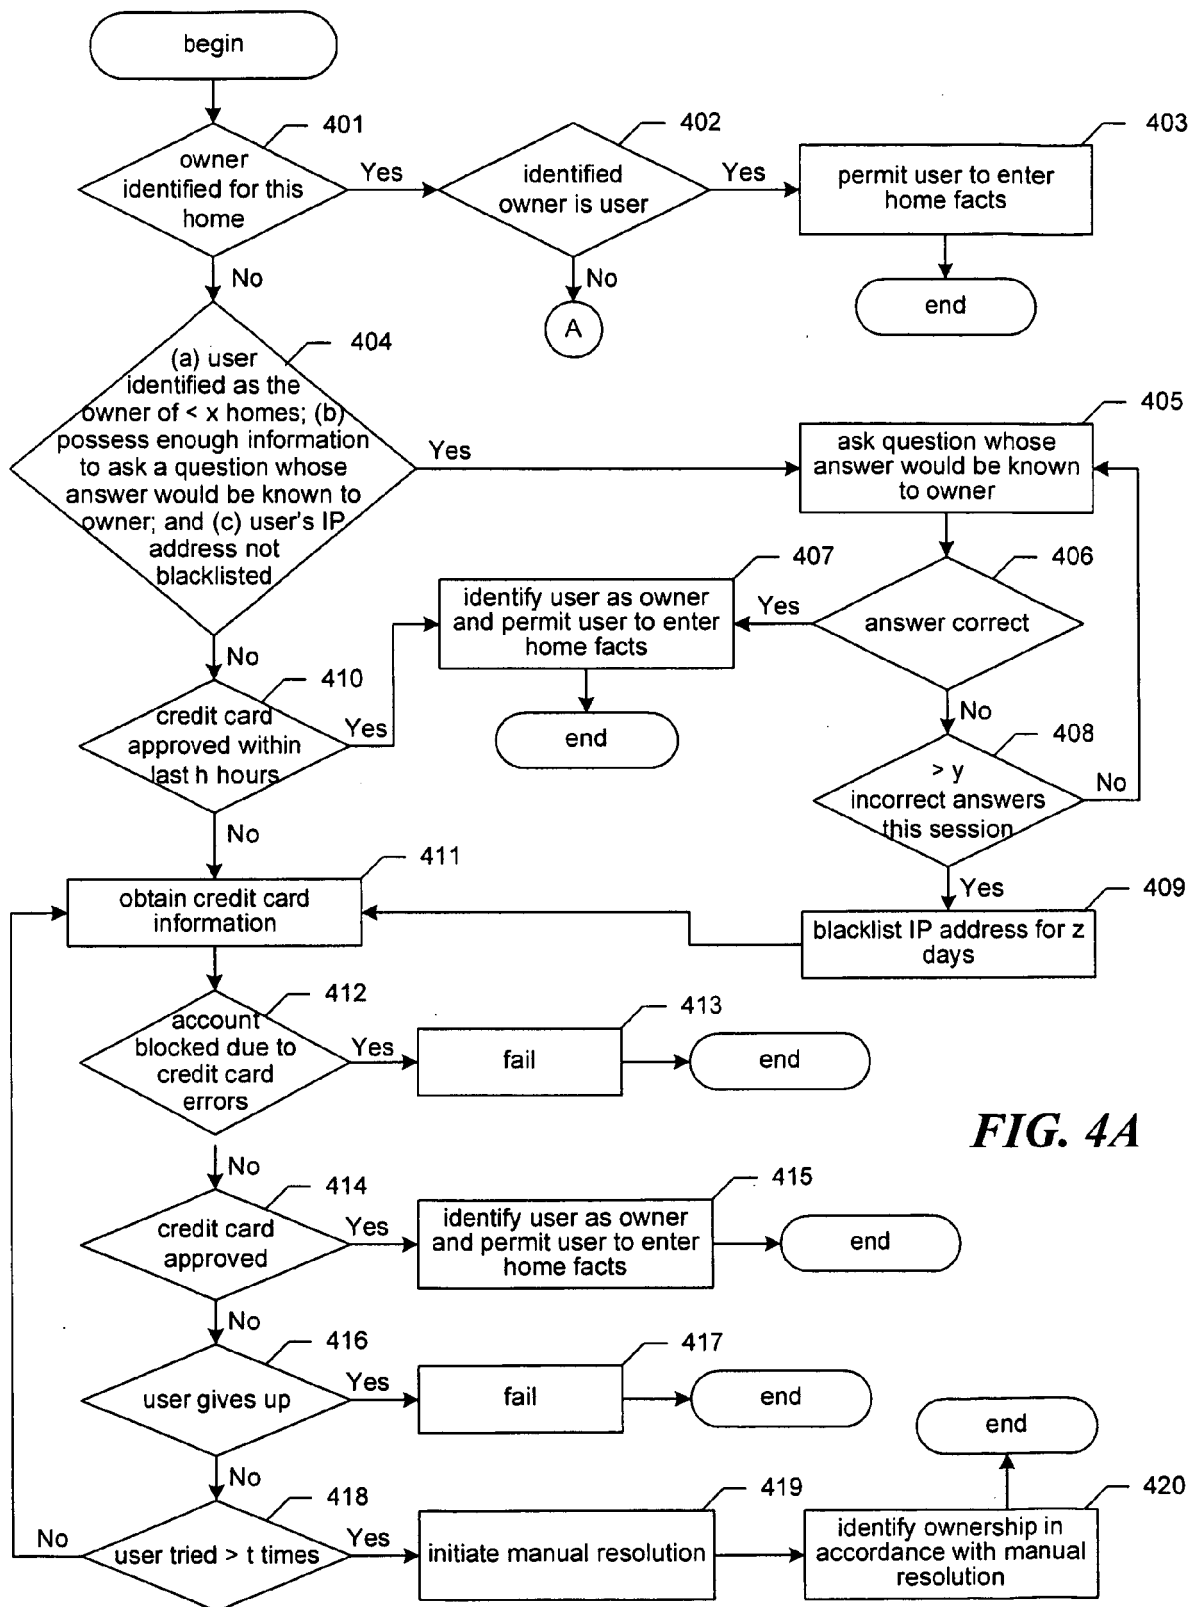 begin
401
owner
identified for this
home
Yes
402
identified
owner is user
Yes
403
permit user to enter
home facts
end
No
No
A
404
(a) user
identified as the
owner of < x homes; (b)
possess enough information
to ask a question whose
answer would be known to
owner; and (c) user's IP
address not
blacklisted
Yes
405
ask question whose
answer would be known
to owner
406
answer correct
Yes
407
identify user as owner
and permit user to enter
home facts
end
No
410
credit card
approved within
last h hours
Yes
No
408
> y
incorrect answers
this session
No
Yes
409
blacklist IP address for z
days
No
411
obtain credit card
information
412
account
blocked due to
credit card
errors
Yes
413
fail
end
FIG. 4A
No
414
credit card
approved
Yes
415
identify user as owner
and permit user to enter
home facts
end
No
416
user gives up
Yes
417
fail
end
No
418
user tried > t times
No
Yes
419
initiate manual resolution
420
identify ownership in
accordance with manual
resolution
end